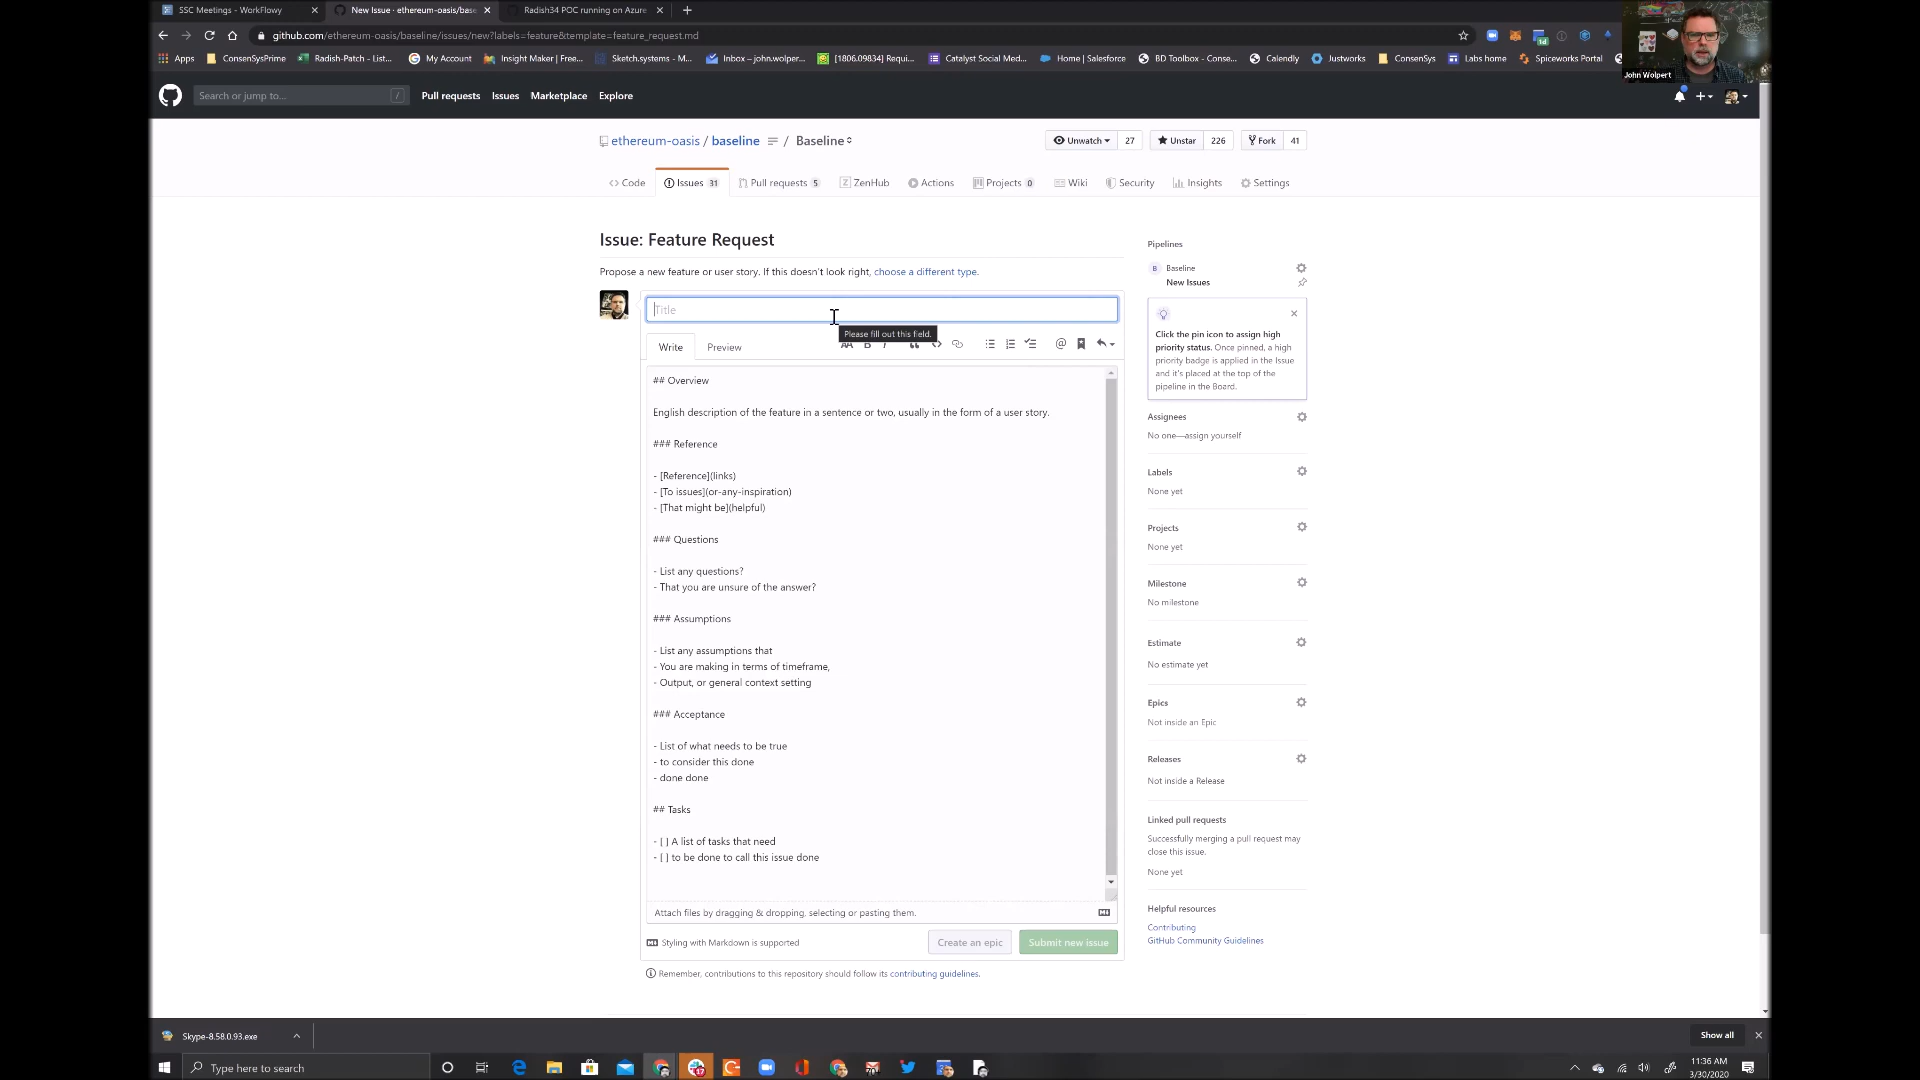 SSC Meetings - WorkFlowy
New Issue · ethereum-oasis/base
Radish34 POC running on Azure
github.com/ethereum-oasis/baseline/issues/new?labels=feature&template=feature_request.md
Apps
ConsenSysPrime
Radish-Patch - List...
My Account
Insight Maker | Free...
Sketch.systems - M...
Inbox – john.wolper...
[1806.09834] Requi...
Catalyst Social Med...
Home | Salesforce
BD Toolbox - Conse...
Calendly
Justworks
ConsenSys
Labs home
Spiceworks Portal
John Wolpert
Search or jump to...
/
Pull requests
Issues
Marketplace
Explore
ethereum-oasis / baseline / Baseline
Unwatch 27
Unstar 226
Fork 41
Code
Issues 31
Pull requests 5
ZenHub
Actions
Projects 0
Wiki
Security
Insights
Settings
Issue: Feature Request
Propose a new feature or user story. If this doesn't look right, choose a different type.
Title
Please fill out this field.
Write
Preview
## Overview
English description of the feature in a sentence or two, usually in the form of a user story.
### Reference
- [Reference](links)
- [To issues](or-any-inspiration)
- [That might be](helpful)
### Questions
- List any questions?
- That you are unsure of the answer?
### Assumptions
- List any assumptions that
- You are making in terms of timeframe,
- Output, or general context setting
### Acceptance
- List of what needs to be true
- to consider this done
- done done
## Tasks
- [ ] A list of tasks that need
- [ ] to be done to call this issue done
Attach files by dragging & dropping, selecting or pasting them.
Styling with Markdown is supported
Create an epic
Submit new issue
Remember, contributions to this repository should follow its contributing guidelines.
Pipelines
B Baseline
New Issues
Click the pin icon to assign high
priority status. Once pinned, a high
priority badge is applied in the Issue
and it's placed at the top of the
pipeline in the Board.
Assignees
No one—assign yourself
Labels
None yet
Projects
None yet
Milestone
No milestone
Estimate
No estimate yet
Epics
Not inside an Epic
Releases
Not inside a Release
Linked pull requests
Successfully merging a pull request may
close this issue.
None yet
Helpful resources
Contributing
GitHub Community Guidelines
Skype-8.58.0.93.exe
Show all
Type here to search
17
11:36 AM
3/30/2020